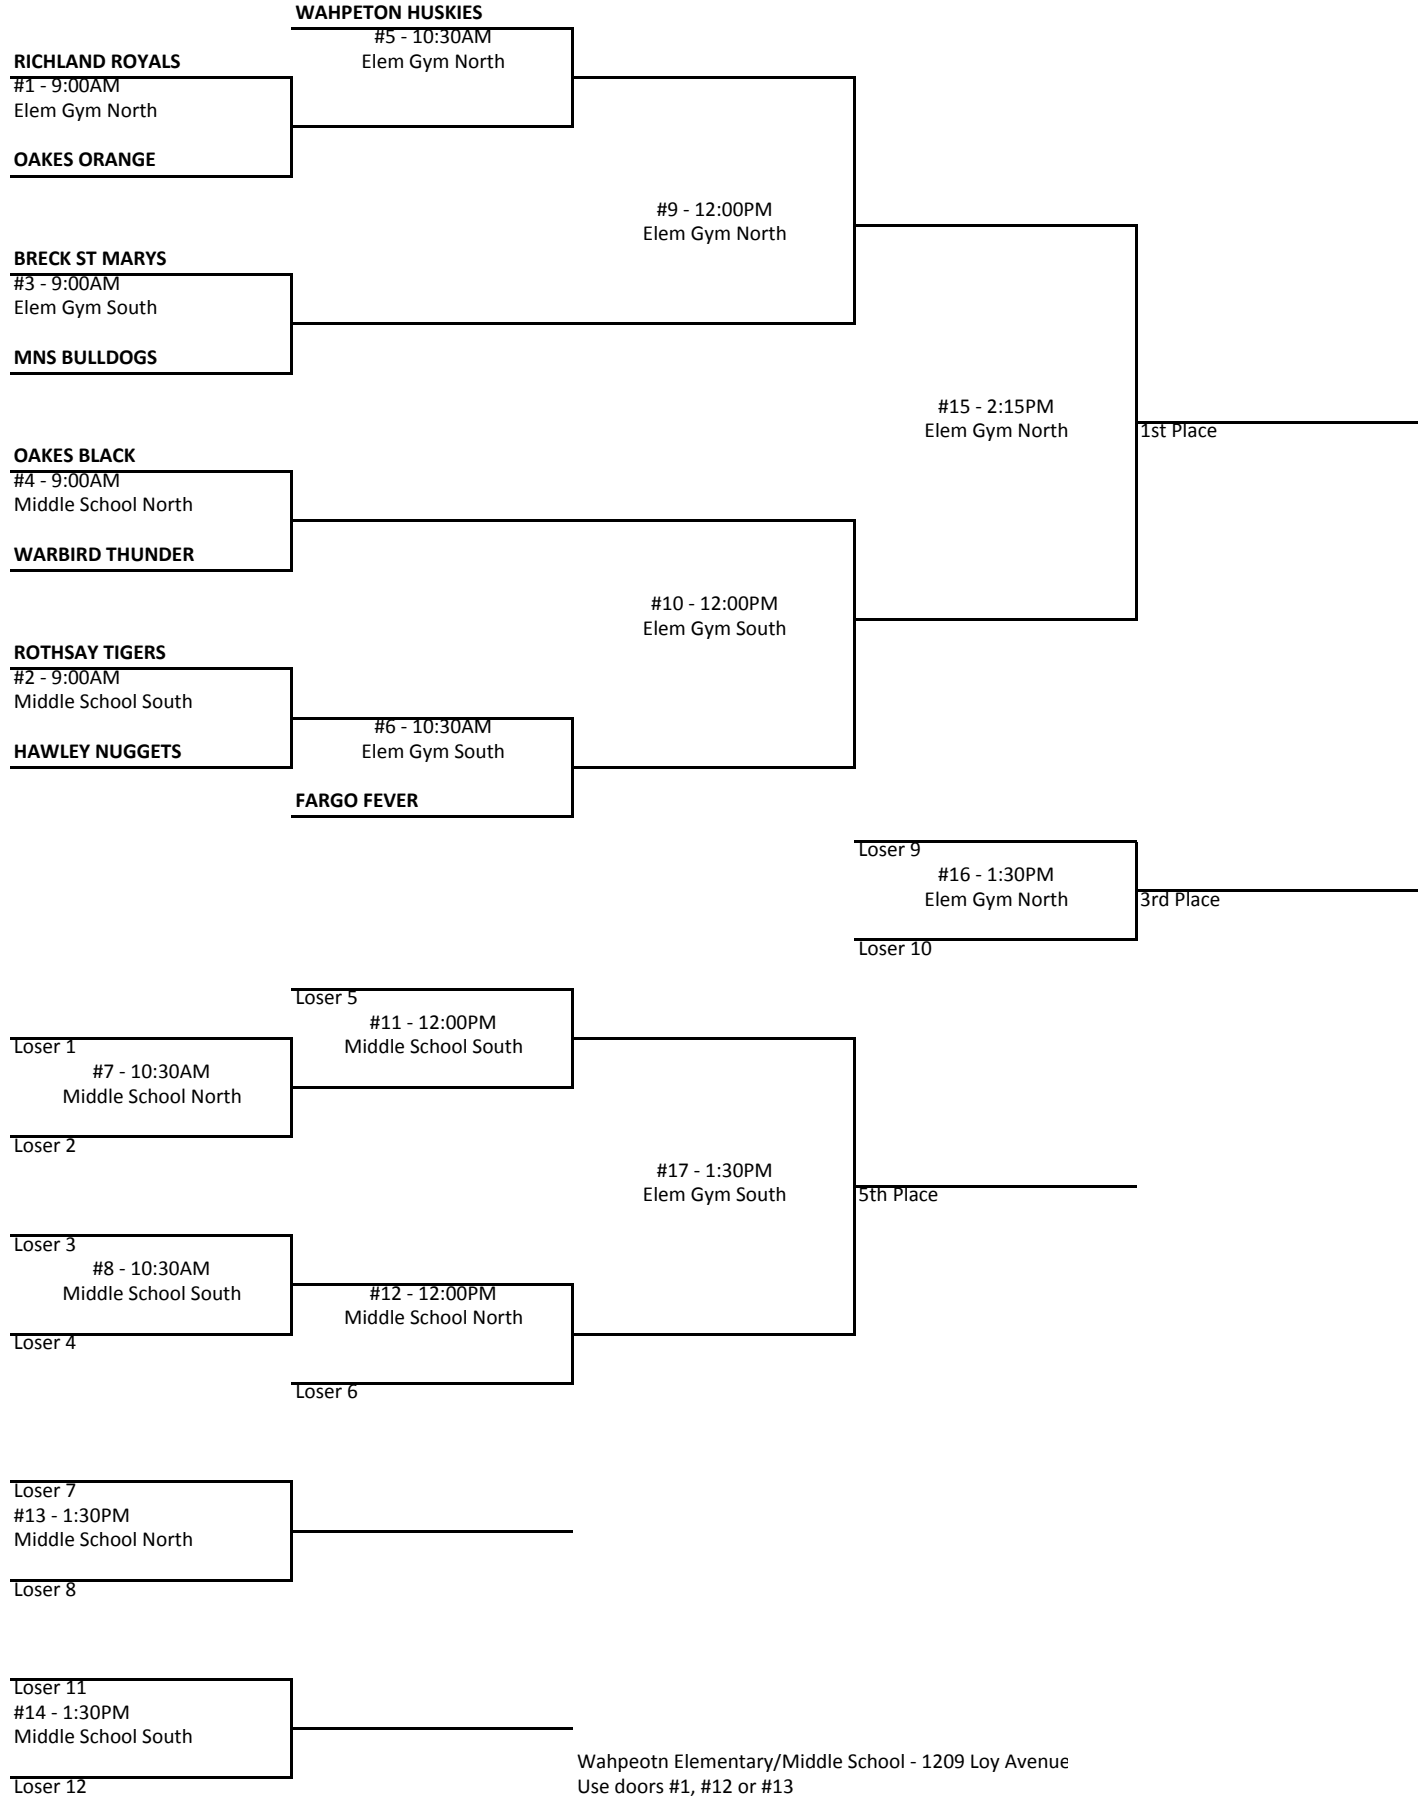 WAHPETON HUSKIES
#5 - 10:30AM
Elem Gym North
RICHLAND ROYALS
#1 - 9:00AM
Elem Gym North
OAKES ORANGE
#9 - 12:00PM
Elem Gym North
BRECK ST MARYS
#3 - 9:00AM
Elem Gym South
MNS BULLDOGS
#15 - 2:15PM
Elem Gym North
1st Place
OAKES BLACK
#4 - 9:00AM
Middle School North
WARBIRD THUNDER
#10 - 12:00PM
Elem Gym South
ROTHSAY TIGERS
#2 - 9:00AM
Middle School South
HAWLEY NUGGETS
#6 - 10:30AM
Elem Gym South
FARGO FEVER
Loser 9
#16 - 1:30PM
Elem Gym North
3rd Place
Loser 10
Loser 5
#11 - 12:00PM
Middle School South
Loser 1
#7 - 10:30AM
Middle School North
Loser 2
#17 - 1:30PM
Elem Gym South
5th Place
Loser 3
#8 - 10:30AM
Middle School South
Loser 4
#12 - 12:00PM
Middle School North
Loser 6
Loser 7
#13 - 1:30PM
Middle School North
Loser 8
Loser 11
#14 - 1:30PM
Middle School South
Loser 12
Wahpeotn Elementary/Middle School - 1209 Loy Avenue
Use doors #1, #12 or #13